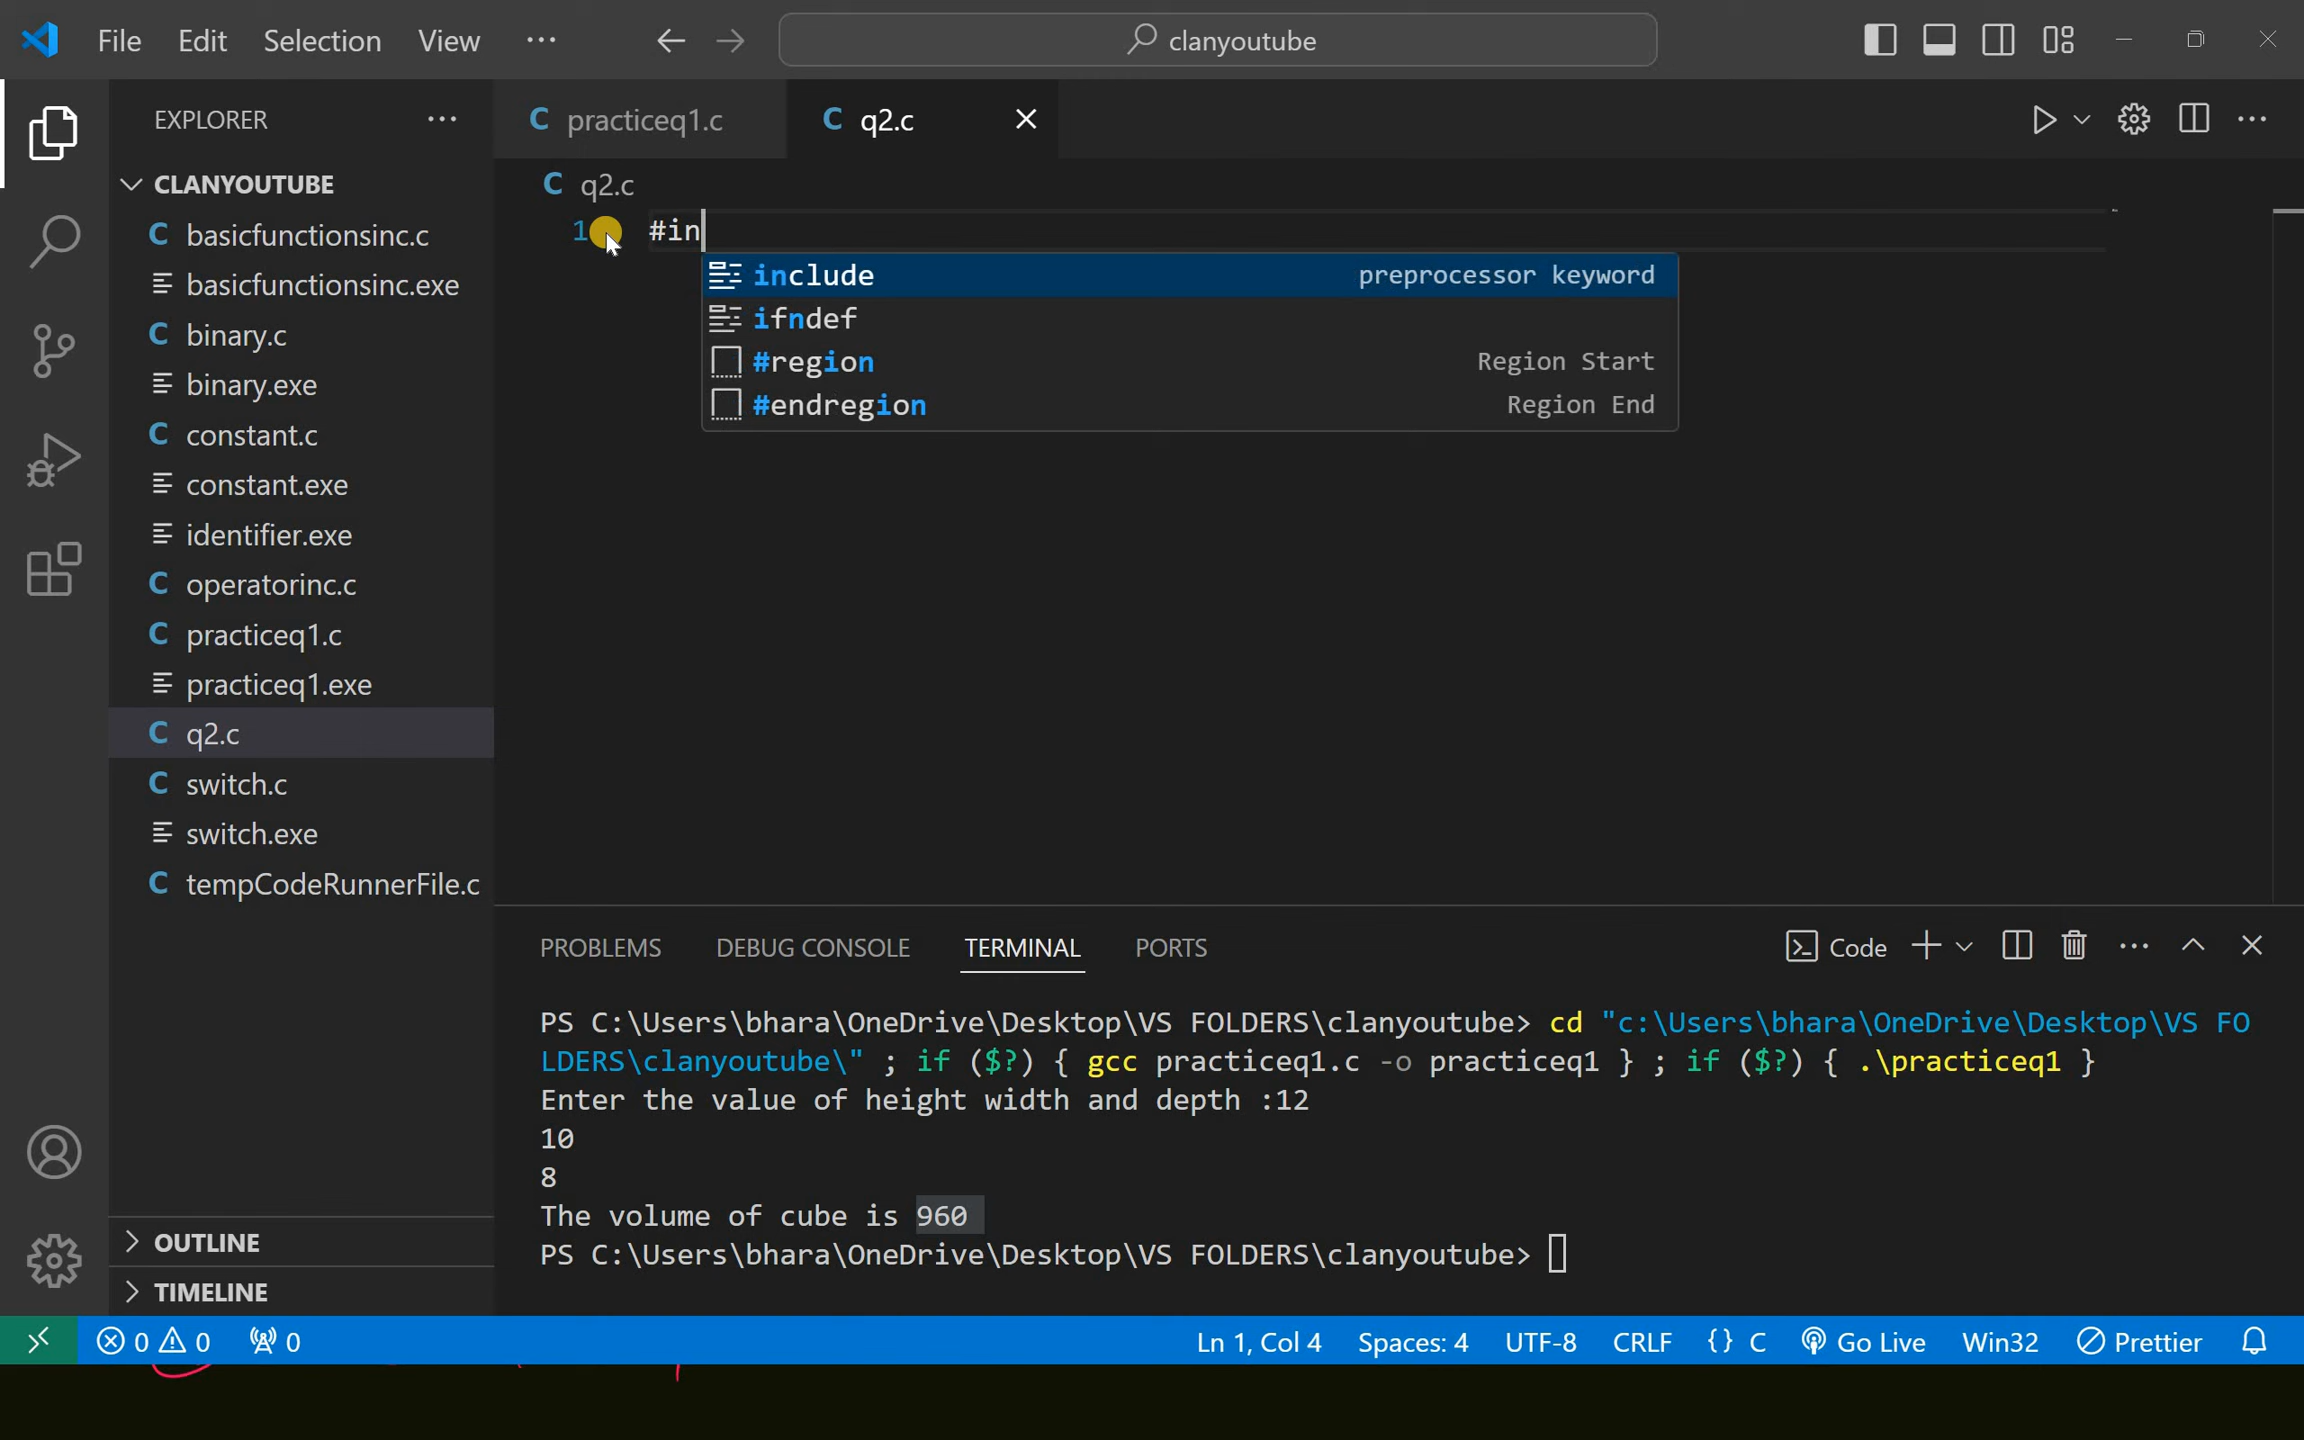 File Edit Selection View ... clanyoutube
EXPLORER ...
practiceq1.c
q2.c
CLANYOUTUBE
basicfunctionsinc.c
basicfunctionsinc.exe
binary.c
binary.exe
constant.c
constant.exe
identifier.exe
operatorinc.c
practiceq1.c
practiceq1.exe
q2.c
switch.c
switch.exe
tempCodeRunnerFile.c
OUTLINE
TIMELINE
C q2.c
1 #in
include preprocessor keyword
ifndef
#region Region Start
#endregion Region End
PROBLEMS DEBUG CONSOLE TERMINAL PORTS Code
PS C:\Users\bhara\OneDrive\Desktop\VS FOLDERS\clanyoutube> cd "c:\Users\bhara\OneDrive\Desktop\VS FO
LDERS\clanyoutube\" ; if ($?) { gcc practiceq1.c -o practiceq1 } ; if ($?) { .\practiceq1 }
Enter the value of height width and depth :12
10
8
The volume of cube is 960
PS C:\Users\bhara\OneDrive\Desktop\VS FOLDERS\clanyoutube>
0 0 0 Ln 1, Col 4 Spaces: 4 UTF-8 CRLF {} C Go Live Win32 Prettier